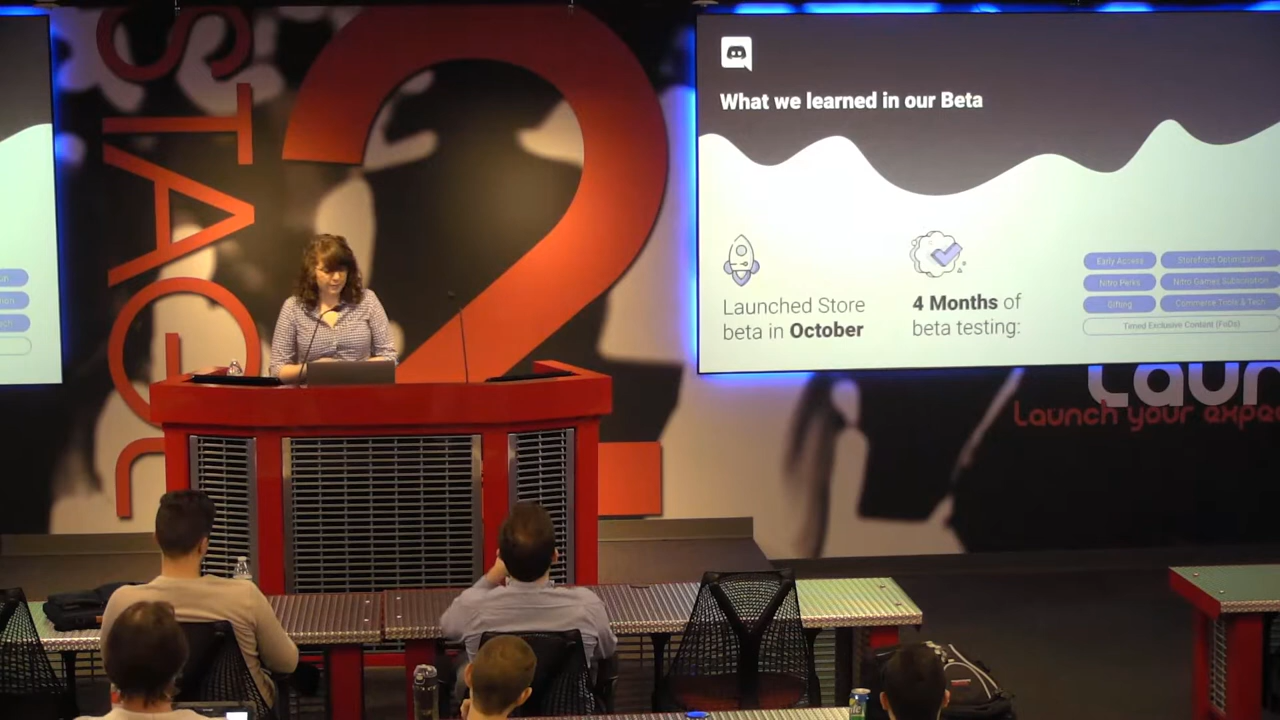 STAGE
2
What we learned in our Beta
Launched Store
beta in October
4 Months of
beta testing:
Early Access
Storefront Optimization
Nitro Perks
Nitro Games Subscription
Gifting
Commerce Tools & Tech
Timed Exclusive Content (FoDs)
Launch your expe